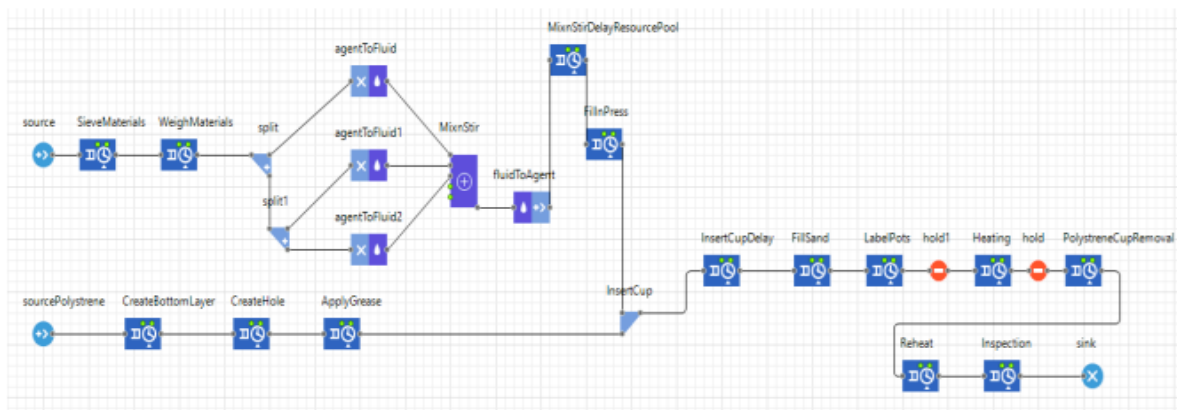 MixnStirDelayResourcePool
agentToFluid
FillnPress
source
SieveMaterials
WeighMaterials
split
agentToFluid1
MixnStir
fluidToAgent
split1
agentToFluid2
InsertCupDelay
FillSand
LabelPots
hold1
Heating
hold
PolystreneCupRemoval
sourcePolystrene
CreateBottomLayer
CreateHole
ApplyGrease
InsertCup
Reheat
Inspection
sink